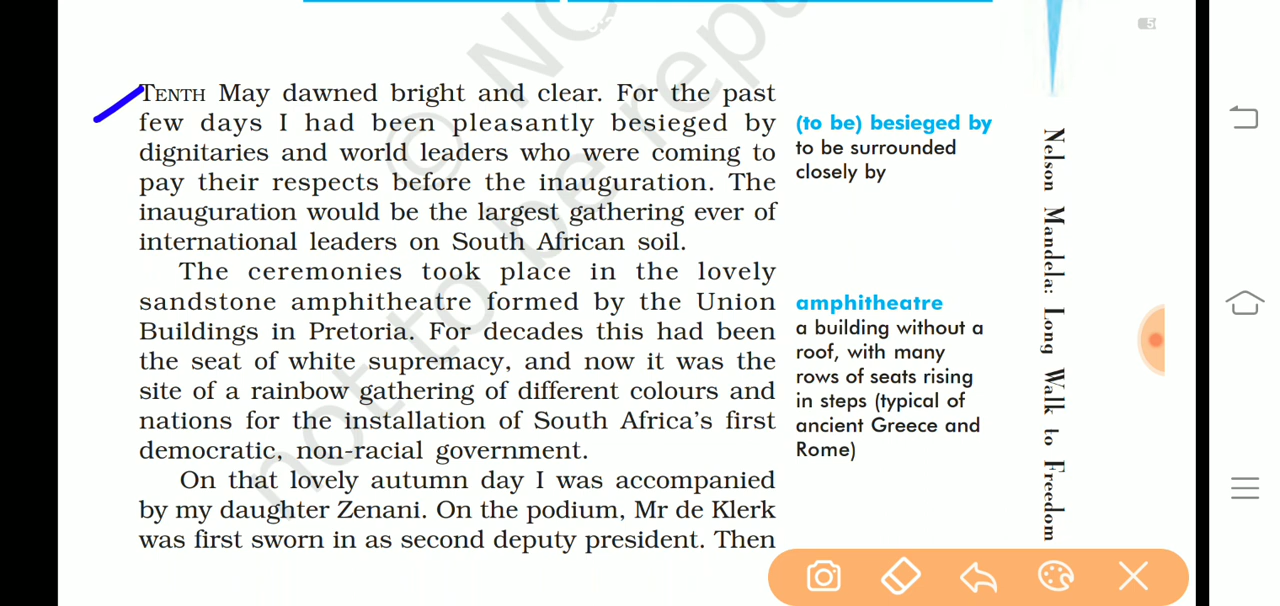 TENTH May dawned bright and clear. For the past
few days I had been pleasantly besieged by
dignitaries and world leaders who were coming to
pay their respects before the inauguration. The
inauguration would be the largest gathering ever of
international leaders on South African soil.
The ceremonies took place in the lovely
sandstone amphitheatre formed by the Union
Buildings in Pretoria. For decades this had been
the seat of white supremacy, and now it was the
site of a rainbow gathering of different colours and
nations for the installation of South Africa's first
democratic, non-racial government.
On that lovely autumn day I was accompanied
by my daughter Zenani. On the podium, Mr de Klerk
was first sworn in as second deputy president. Then
(to be) besieged by
to be surrounded
closely by
amphitheatre
a building without a
roof, with many
rows of seats rising
in steps (typical of
ancient Greece and
Rome)
Nelson Mandela: Long Walk to Freedom
5
© NC
not to be repu